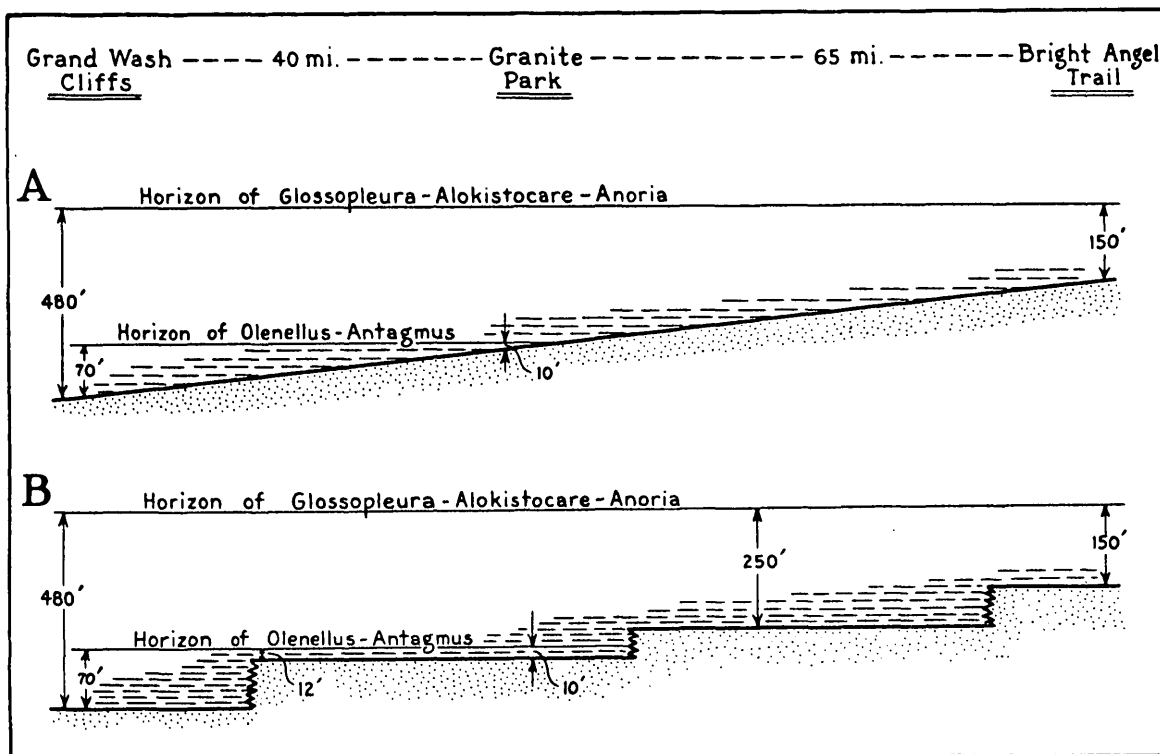 Grand Wash ---- 40 mi. ------- Granite ----------- 65 mi. ------- Bright Angel
Cliffs Park Trail
A
Horizon of Glossopleura-Alokistocare-Anoria
150'
480'
Horizon of Olenellus-Antagmus
70'
10'
B
Horizon of Glossopleura-Alokistocare-Anoria
250'
150'
480'
Horizon of Olenellus-Antagmus
70'
12'
10'